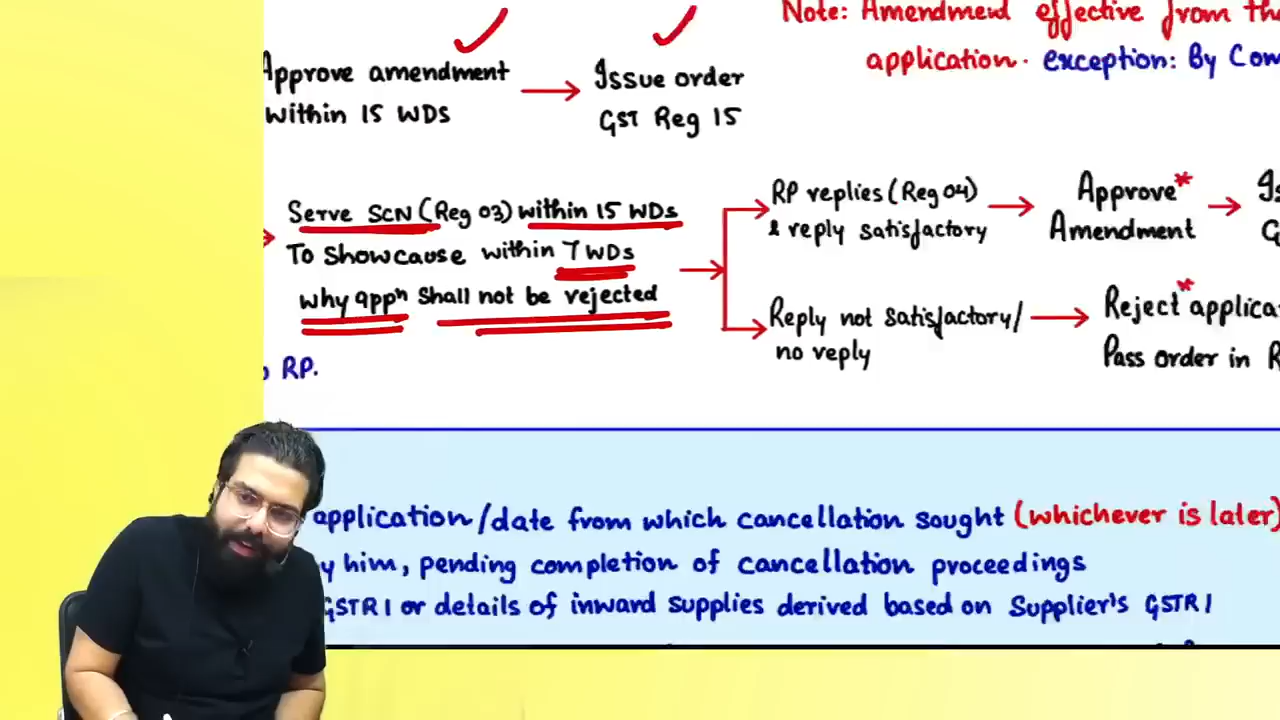 Note: Amendment effective from
application. exception: By
Approve amendment
within 15 WDs
Issue order
GST Reg 15
Serve SCN (Reg 03) within 15 WDs
To Showcause within 7 WDs
why appⁿ shall not be rejected
RP replies (Reg 04)
& reply satisfactory
Approve*
Amendment
Reply not satisfactory/
no reply
Reject*
Pass order in
RP.
application/date from which cancellation sought (whichever is later)
him, pending completion of cancellation proceedings
GSTR1 or details of inward supplies derived based on Supplier's GSTR1